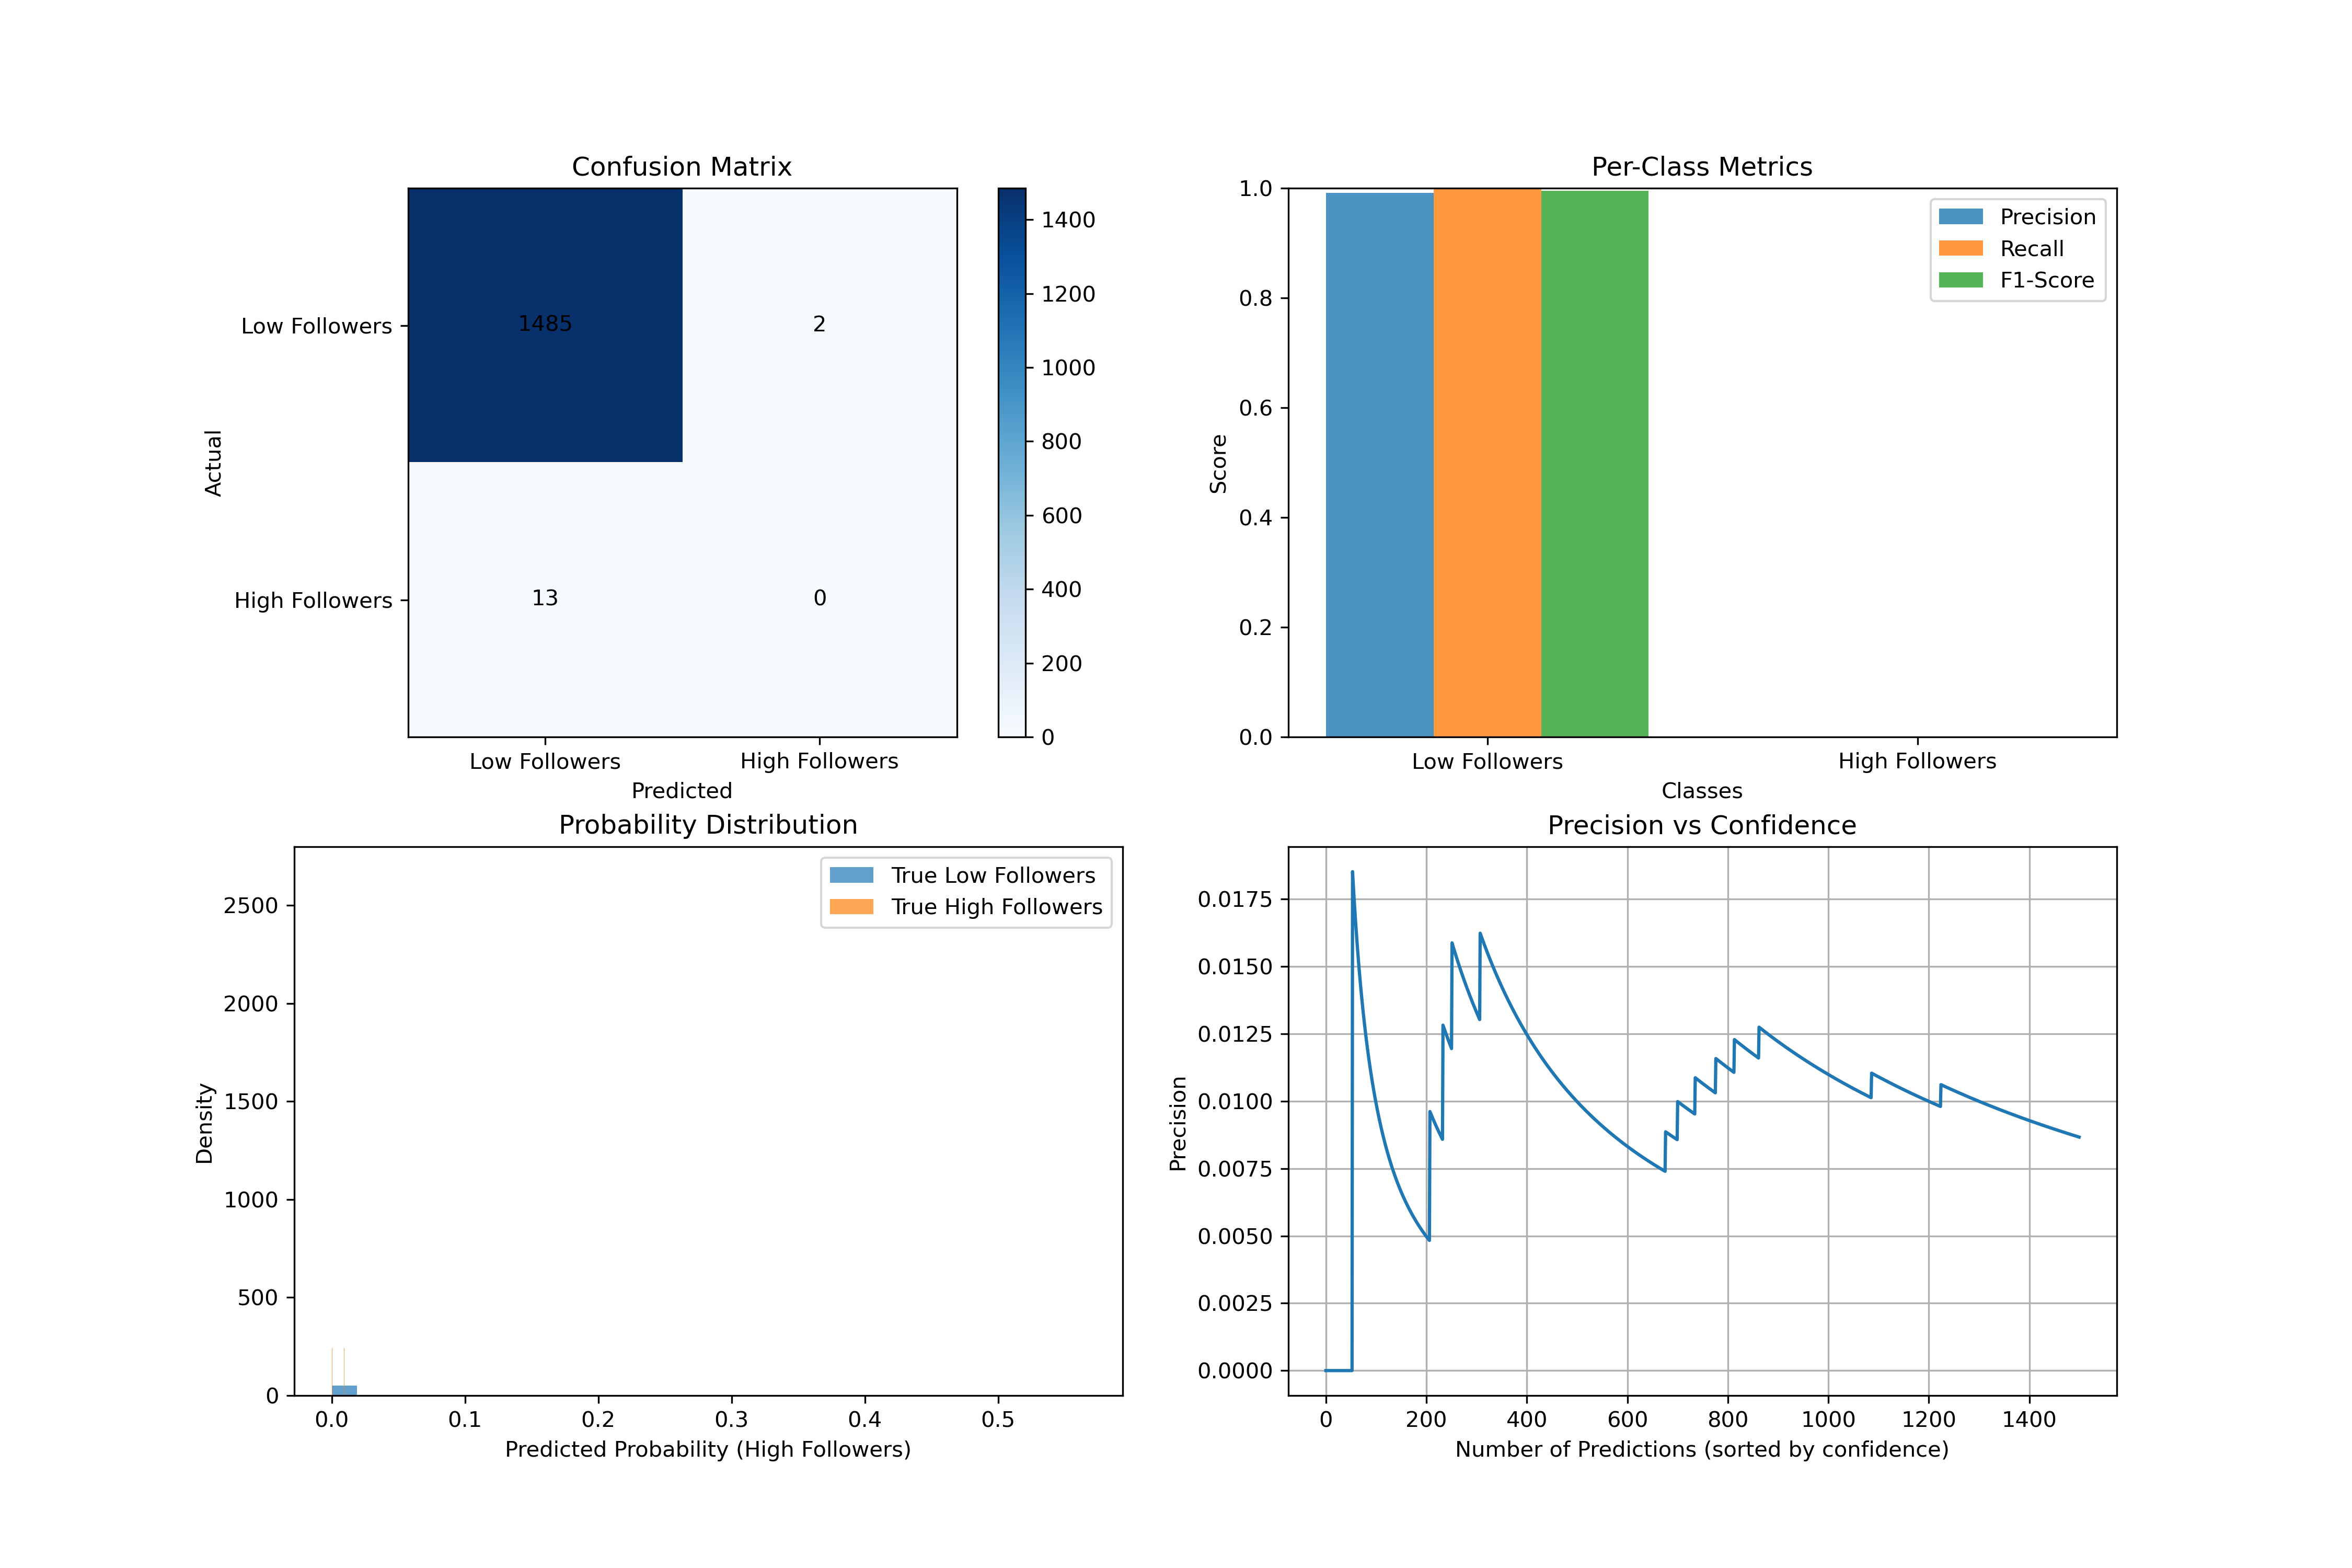 Confusion Matrix
1485
2
13
0
Low Followers
High Followers
Actual
Low Followers
High Followers
Predicted
1400
1200
1000
800
600
400
200
0
Per-Class Metrics
1.0
0.8
0.6
0.4
0.2
0.0
Score
Precision
Recall
F1-Score
Low Followers
High Followers
Classes
Probability Distribution
True Low Followers
True High Followers
2500
2000
1500
1000
500
0
Density
0.0
0.1
0.2
0.3
0.4
0.5
Predicted Probability (High Followers)
Precision vs Confidence
0.0175
0.0150
0.0125
0.0100
0.0075
0.0050
0.0025
0.0000
Precision
0
200
400
600
800
1000
1200
1400
Number of Predictions (sorted by confidence)